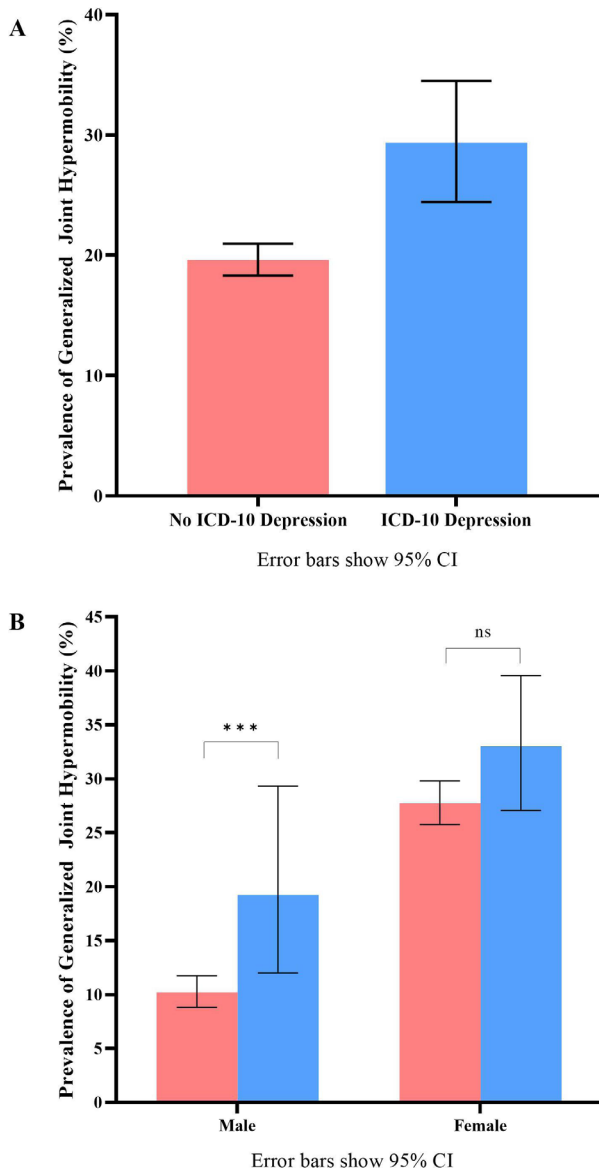 A
Prevalence of Generalized Joint Hypermobility (%)
40
30
20
10
0
No ICD-10 Depression
ICD-10 Depression
Error bars show 95% CI
B
Prevalence of Generalized Joint Hypermobility (%)
45
40
35
30
25
20
15
10
5
0
***
ns
Male
Female
Error bars show 95% CI